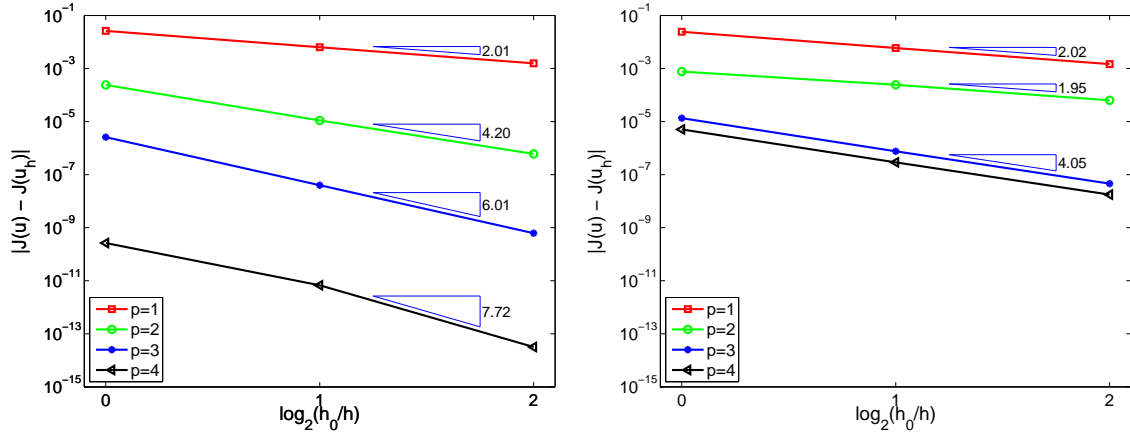 10^-1
10^-3
10^-5
10^-7
10^-9
10^-11
10^-13
10^-15
|J(u) − J(u_h)|
2.01
4.20
6.01
7.72
p=1
p=2
p=3
p=4
0
1
2
log_2(h_0/h)
10^-1
10^-3
10^-5
10^-7
10^-9
10^-11
10^-13
10^-15
|J(u) − J(u_h)|
2.02
1.95
4.05
p=1
p=2
p=3
p=4
0
1
2
log_2(h_0/h)